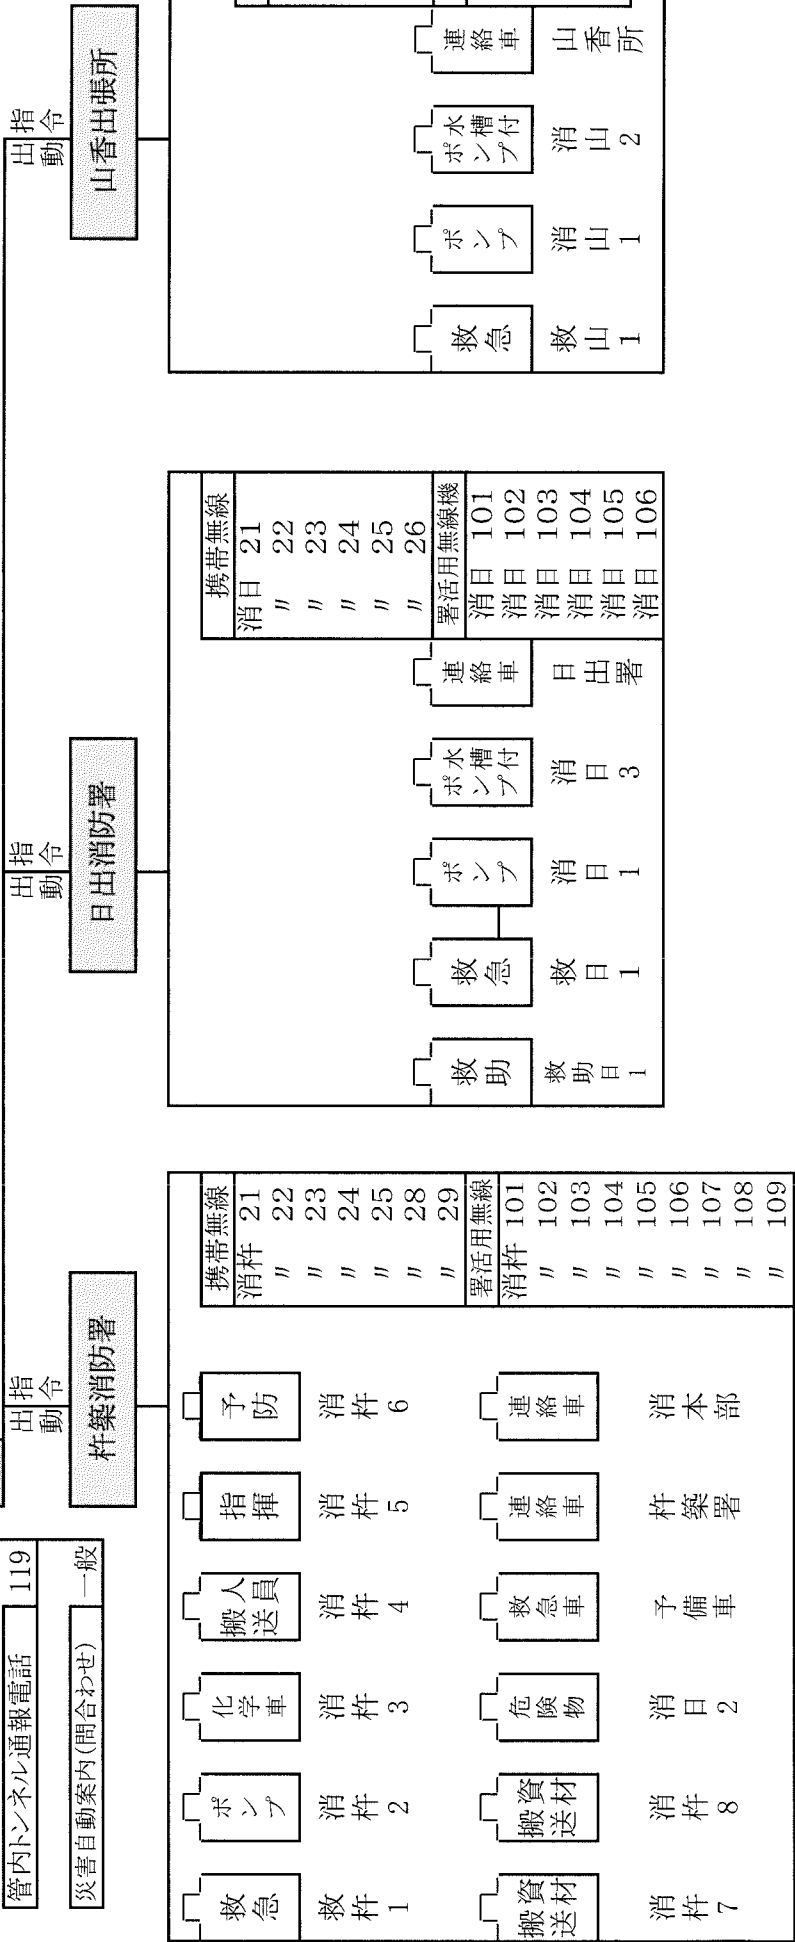 管内トンネル通報電話 119
災害自動案内(問合わせ) 一般
出動指令
杵築消防署
救急
救杵1
ポンプ
消杵2
化学車
消杵3
人員搬送
消杵4
指揮
消杵5
予防
消杵6
資材搬送
消杵7
資材搬送
消杵8
危険物
消日2
救急車
予備車
連絡車
杵築署
連絡車
消本部
携帯無線
消杵 21
〃 22
〃 23
〃 24
〃 25
〃 28
〃 29
署活用無線
消杵 101
〃 102
〃 103
〃 104
〃 105
〃 106
〃 107
〃 108
〃 109
出動指令
日出消防署
救助
救助日1
救急
救日1
ポンプ
消日1
水槽付ポンプ
消日3
連絡車
日出署
携帯無線
消日 21
〃 22
〃 23
〃 24
〃 25
〃 26
署活用無線機
消日 101
消日 102
消日 103
消日 104
消日 105
消日 106
出動指令
山香出張所
救急
救山1
ポンプ
消山1
水槽付ポンプ
消山2
連絡車
山香所